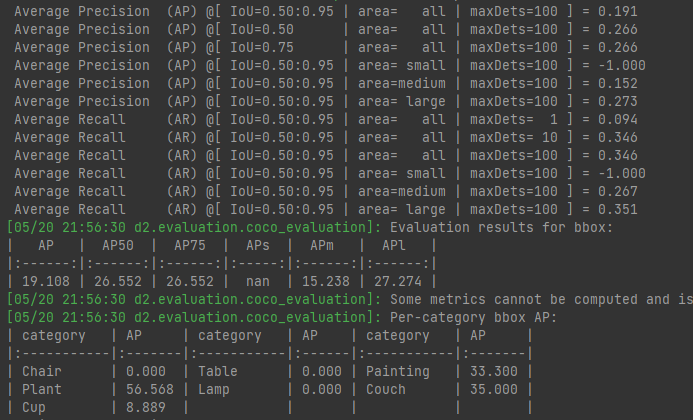 Average Precision  (AP) @[ IoU=0.50:0.95 | area=   all | maxDets=100 ] = 0.191
Average Precision  (AP) @[ IoU=0.50      | area=   all | maxDets=100 ] = 0.266
Average Precision  (AP) @[ IoU=0.75      | area=   all | maxDets=100 ] = 0.266
Average Precision  (AP) @[ IoU=0.50:0.95 | area= small | maxDets=100 ] = -1.000
Average Precision  (AP) @[ IoU=0.50:0.95 | area=medium | maxDets=100 ] = 0.152
Average Precision  (AP) @[ IoU=0.50:0.95 | area= large | maxDets=100 ] = 0.273
Average Recall     (AR) @[ IoU=0.50:0.95 | area=   all | maxDets=  1 ] = 0.094
Average Recall     (AR) @[ IoU=0.50:0.95 | area=   all | maxDets= 10 ] = 0.346
Average Recall     (AR) @[ IoU=0.50:0.95 | area=   all | maxDets=100 ] = 0.346
Average Recall     (AR) @[ IoU=0.50:0.95 | area= small | maxDets=100 ] = -1.000
Average Recall     (AR) @[ IoU=0.50:0.95 | area=medium | maxDets=100 ] = 0.267
Average Recall     (AR) @[ IoU=0.50:0.95 | area= large | maxDets=100 ] = 0.351
[05/20 21:56:30 d2.evaluation.coco_evaluation]: Evaluation results for bbox:
|   AP   |  AP50  |  AP75  |  APs  |  APm   |  APl   |
|:------:|:------:|:------:|:-----:|:------:|:------:|
| 19.108 | 26.552 | 26.552 |  nan  | 15.238 | 27.274 |
[05/20 21:56:30 d2.evaluation.coco_evaluation]: Some metrics cannot be computed and is
[05/20 21:56:30 d2.evaluation.coco_evaluation]: Per-category bbox AP:
| category   | AP     | category   | AP    | category   | AP     |
|:-----------|:-------|:-----------|:------|:-----------|:-------|
| Chair      | 0.000  | Table      | 0.000 | Painting   | 33.300 |
| Plant      | 56.568 | Lamp       | 0.000 | Couch      | 35.000 |
| Cup        | 8.889  |            |       |            |        |